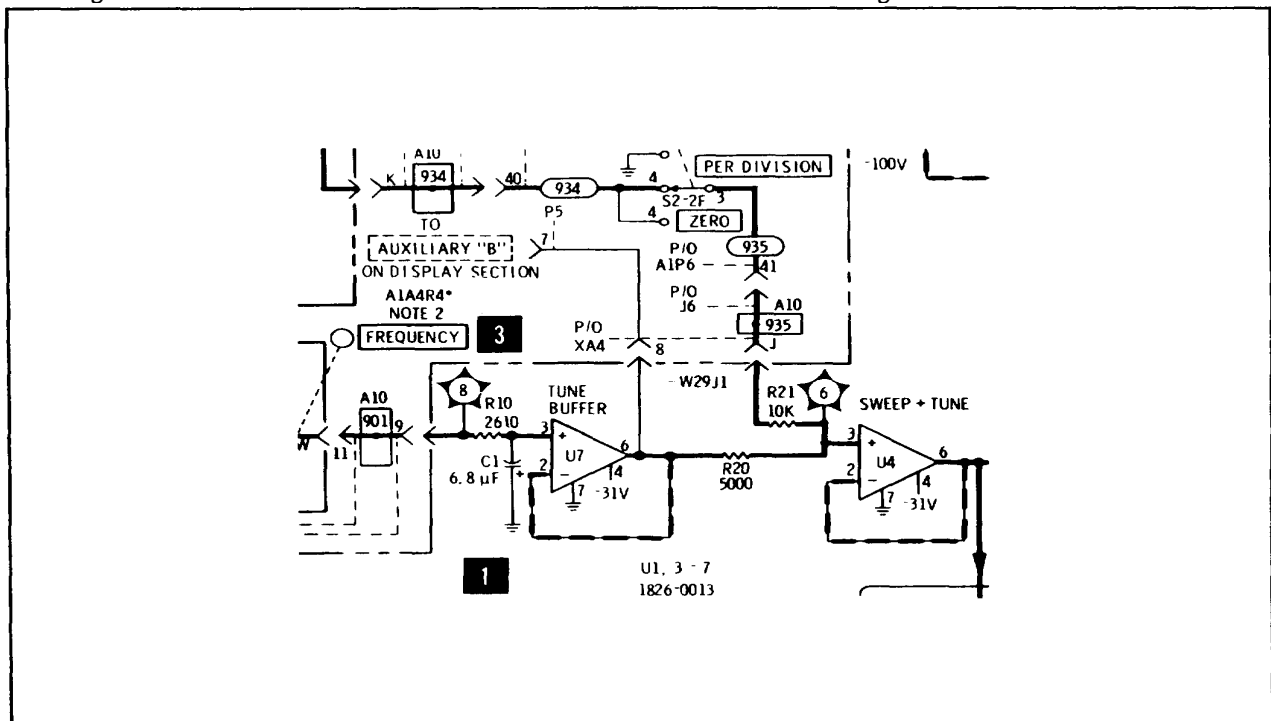 A10
934
K
40
934
4
S2-2F
3
PER DIVISION
-100V
TO
P5
4
ZERO
AUXILIARY "B"
7
ON DISPLAY SECTION
P/O
A1P6
935
41
A1A4R4*
NOTE 2
P/O
J6
A10
935
FREQUENCY
3
P/O
XA4
8
J
-W29J1
A10
901
9
11
8
R10
2610
TUNE
BUFFER
R21
10K
6
SWEEP + TUNE
C1
6.8 µF
+
3
+
2
-
U7
6
4
-31V
7
R20
5000
3
+
2
-
U4
6
4
-31V
7
1
U1, 3 - 7
1826-0013